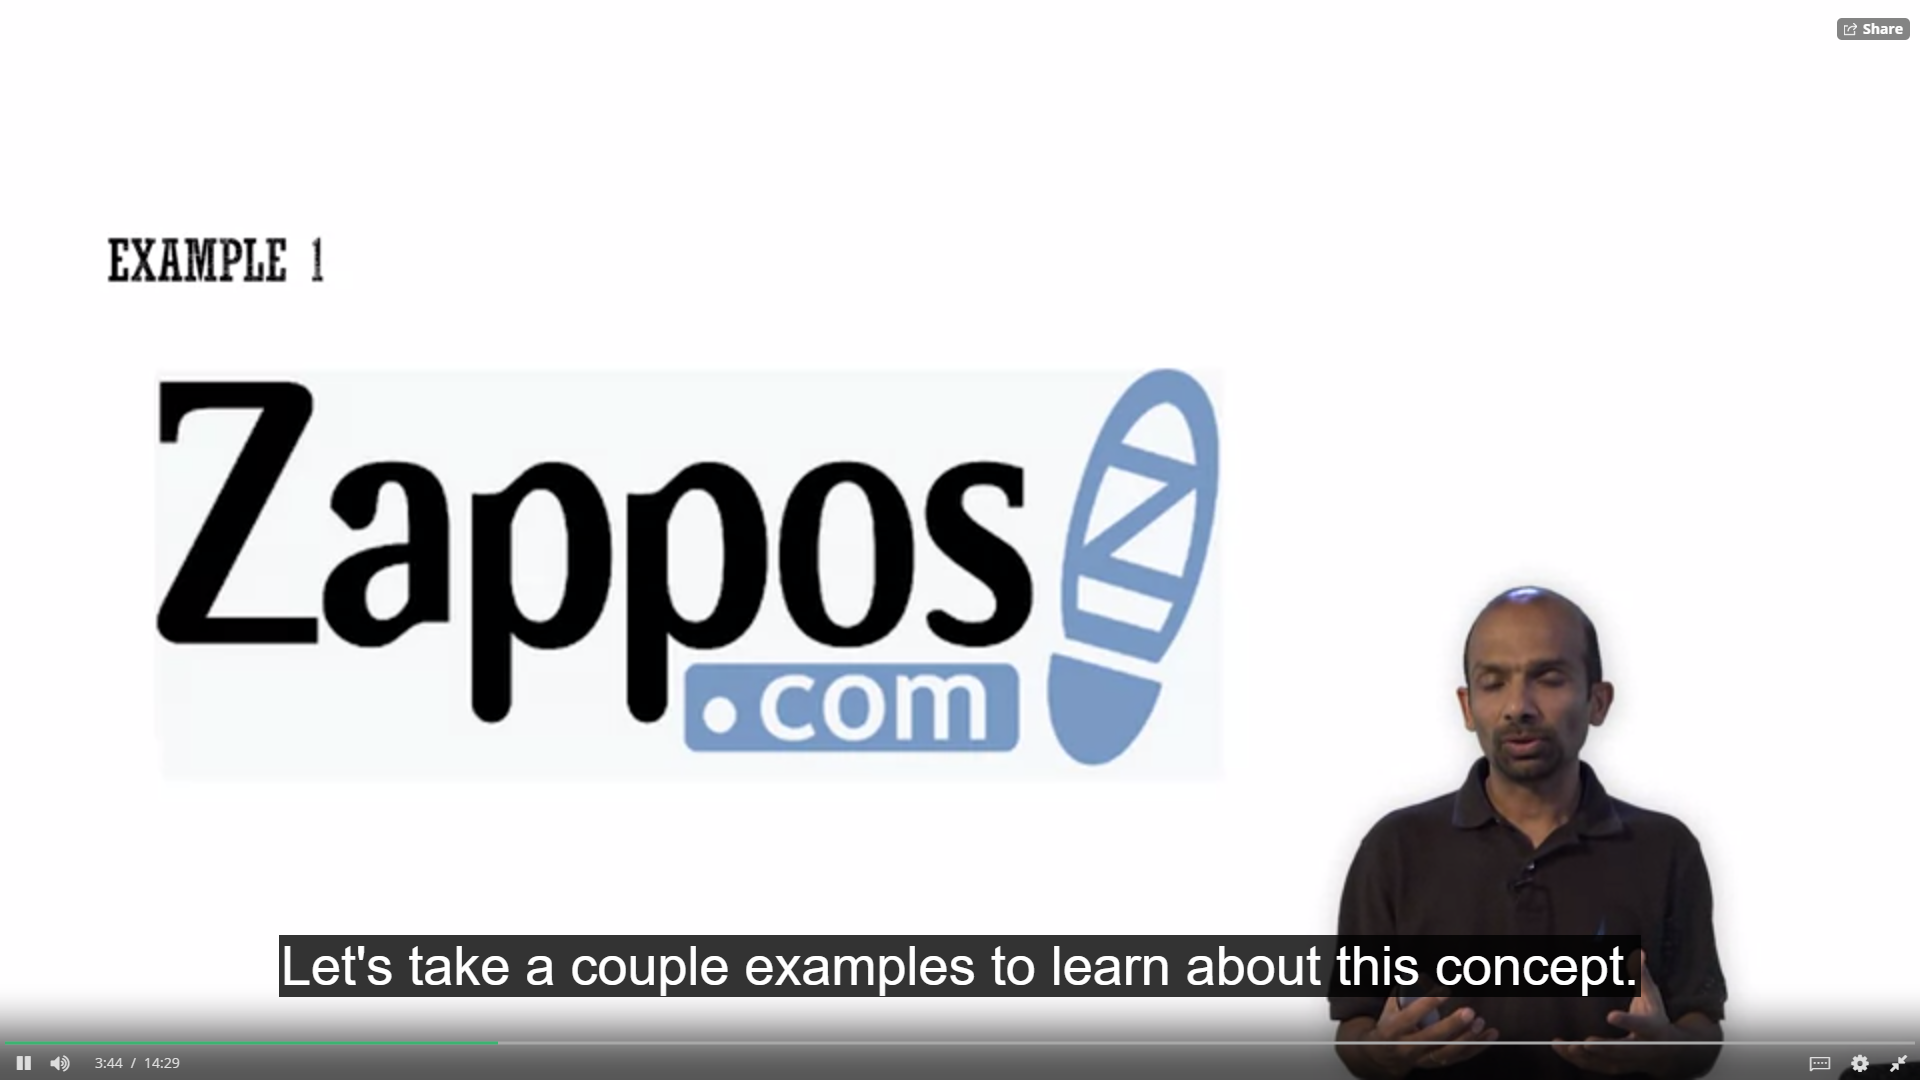 Share
EXAMPLE 1
Zappos
.com
Let's take a couple examples to learn about this concept.
3:44 / 14:29